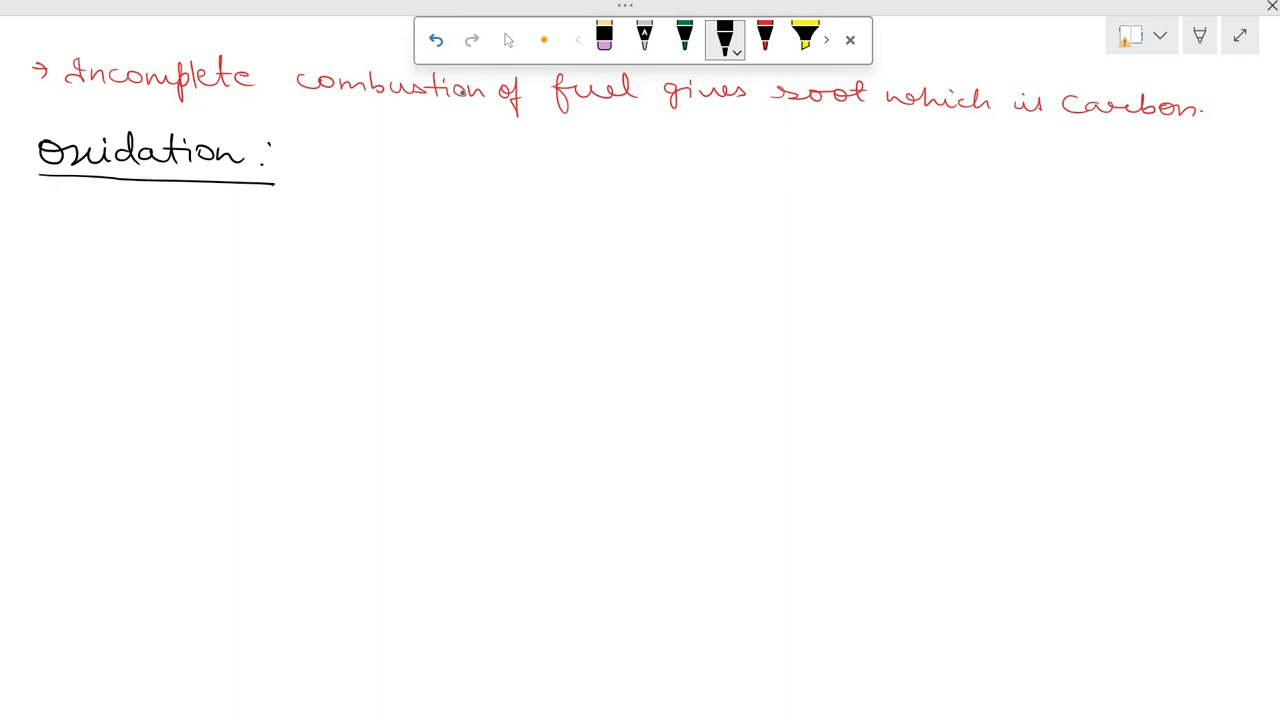 → Incomplete combustion of fuel gives soot which is Carbon.
Oxidation :